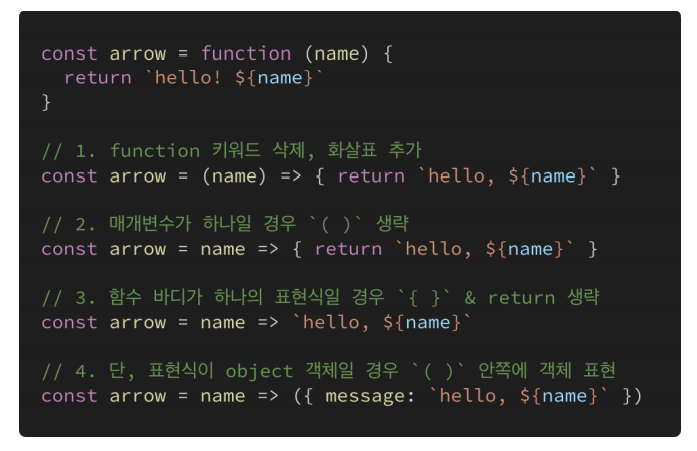 const arrow = function (name) {
  return `hello! ${name}`
}
// 1. function 키워드 삭제, 화살표 추가
const arrow = (name) => { return `hello, ${name}` }
// 2. 매개변수가 하나일 경우 `( )` 생략
const arrow = name => { return `hello, ${name}` }
// 3. 함수 바디가 하나의 표현식일 경우 `{ }` & return 생략
const arrow = name => `hello, ${name}`
// 4. 단, 표현식이 object 객체일 경우 `( )` 안쪽에 객체 표현
const arrow = name => ({ message: `hello, ${name}` })